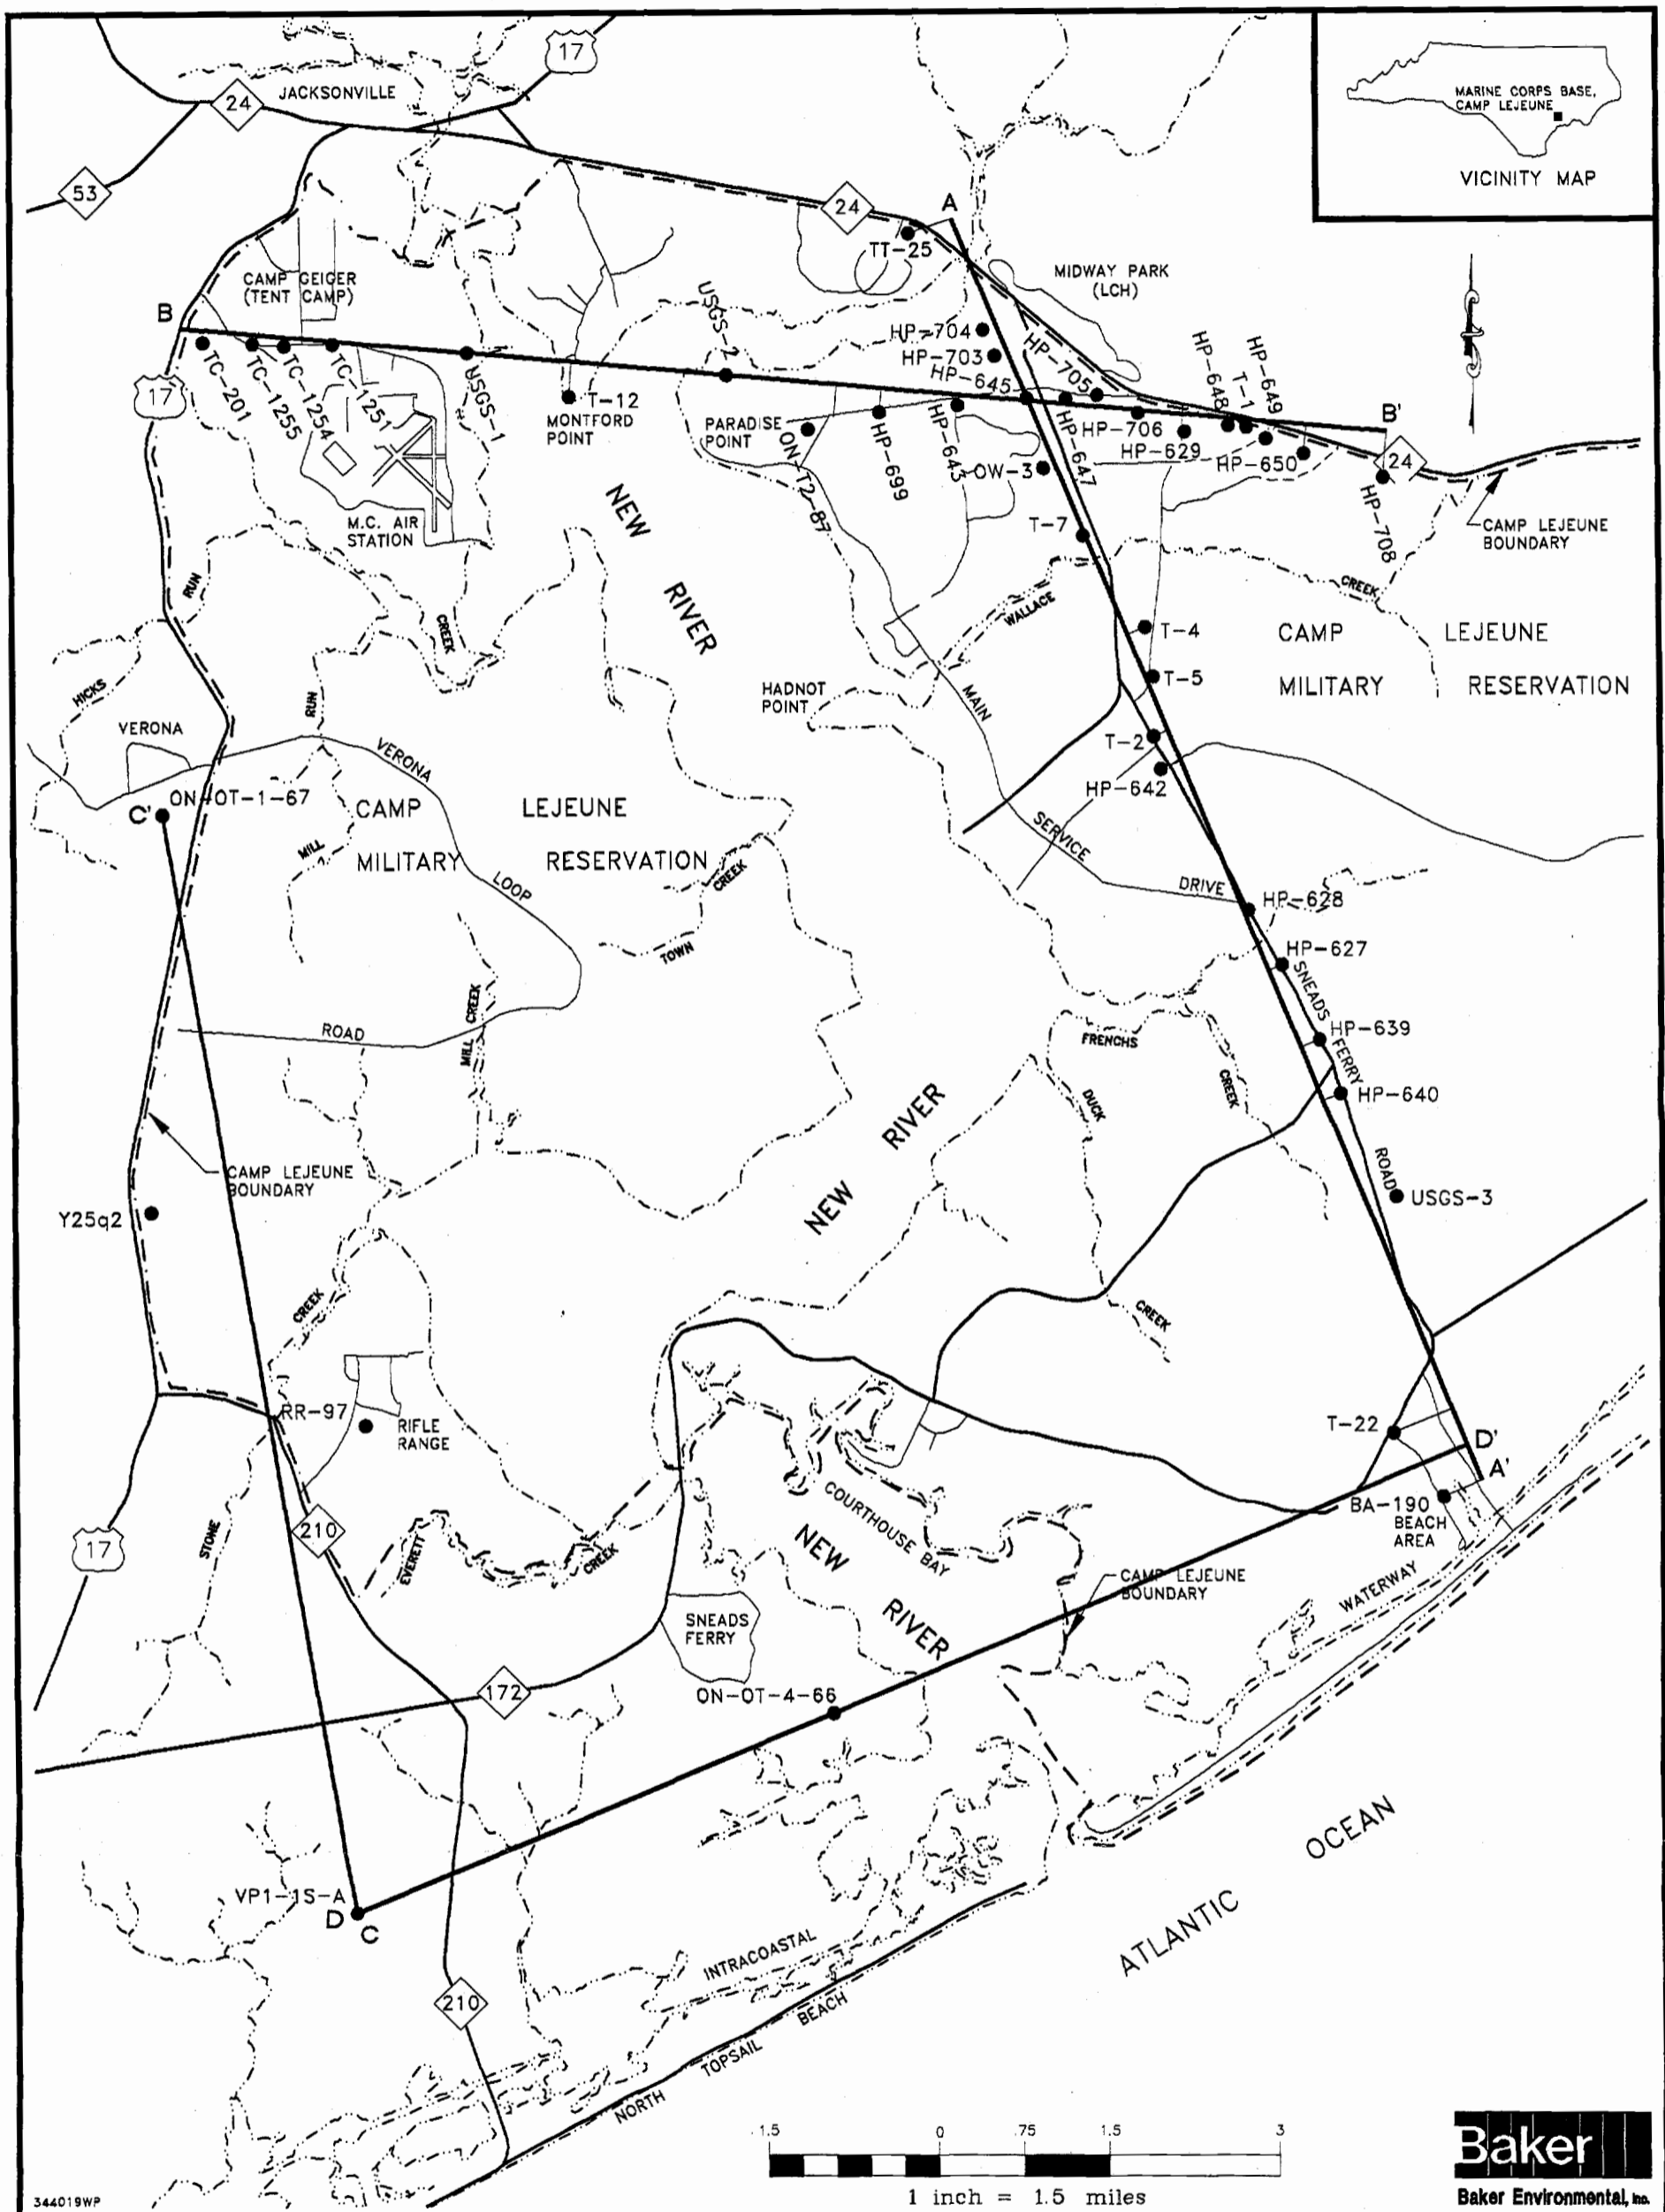 17
JACKSONVILLE
24
53
MARINE CORPS BASE,
CAMP LEJEUNE
VICINITY MAP
24
A
TT-25
MIDWAY PARK
(LCH)
CAMP GEIGER
(TENT CAMP)
B
USGS-2
HP-704
HP-703
HP-645
HP-705
HP-648
T-1
HP-649
TC-201
TC-1255
TC-1254
TC-1251
USGS-1
17
T-12
MONTFORD
POINT
PARADISE
POINT
ON-T2-87
HP-699
HP-643
OW-3
HP-647
HP-706
HP-629
HP-650
B'
24
HP-708
M.C. AIR
STATION
T-7
CAMP LEJEUNE
BOUNDARY
NEW
RIVER
RUN
CREEK
WALLACE
CREEK
T-4
CAMP LEJEUNE
MILITARY RESERVATION
T-5
HICKS
RUN
HADNOT
POINT
MAIN
VERONA
VERONA
T-2
HP-642
C'
ON-OT-1-67
CAMP LEJEUNE
MILITARY RESERVATION
MILL
LOOP
CREEK
TOWN
SERVICE
DRIVE
HP-628
HP-627
SNEADS
FERRY
ROAD
HP-639
HP-640
ROAD
MILL CREEK
FRENCHS
CREEK
DUCK
CREEK
NEW
RIVER
USGS-3
CAMP LEJEUNE
BOUNDARY
Y25q2
CREEK
RR-97
RIFLE
RANGE
T-22
D'
A'
BA-190
BEACH
AREA
COURTHOUSE BAY
210
17
STONE
EVERETT
CREEK
NEW
RIVER
CAMP LEJEUNE
BOUNDARY
WATERWAY
SNEADS
FERRY
172
ON-OT-4-66
VP1-1S-A
D
C
ATLANTIC
OCEAN
INTRACOASTAL
210
NORTH
TOPSAIL
BEACH
1.5 0 .75 1.5 3
1 inch = 1.5 miles
344019WP
Baker
Baker Environmental, Inc.